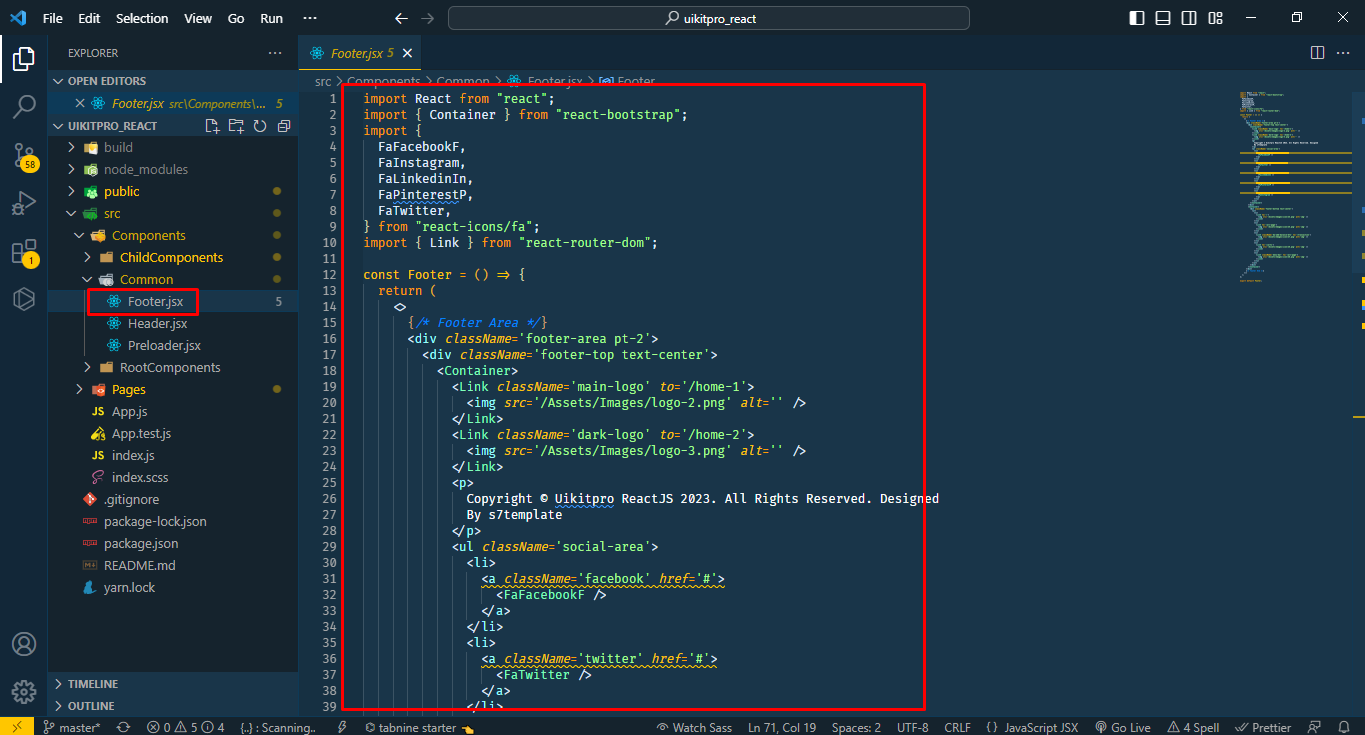 File Edit Selection View Go Run ···
uikitpro_react
EXPLORER ···
OPEN EDITORS
Footer.jsx src\Components\... 5
UIKITPRO_REACT
build
node_modules
public
src
Components
ChildComponents
Common
Footer.jsx 5
Header.jsx
Preloader.jsx
RootComponents
Pages
JS App.js
App.test.js
JS index.js
index.scss
.gitignore
package-lock.json
package.json
README.md
yarn.lock
TIMELINE
OUTLINE
58
1
Footer.jsx 5
src > Components > Common > Footer.jsx > Footer
1 import React from "react";
2 import { Container } from "react-bootstrap";
3 import {
4 FaFacebookF,
5 FaInstagram,
6 FaLinkedinIn,
7 FaPinterestP,
8 FaTwitter,
9 } from "react-icons/fa";
10 import { Link } from "react-router-dom";
11
12 const Footer = () => {
13 return (
14 <>
15 {/* Footer Area */}
16 <div className='footer-area pt-2'>
17 <div className='footer-top text-center'>
18 <Container>
19 <Link className='main-logo' to='/home-1'>
20 <img src='/Assets/Images/logo-2.png' alt='' />
21 </Link>
22 <Link className='dark-logo' to='/home-2'>
23 <img src='/Assets/Images/logo-3.png' alt='' />
24 </Link>
25 <p>
26 Copyright © Uikitpro ReactJS 2023. All Rights Reserved. Designed
27 By s7template
28 </p>
29 <ul className='social-area'>
30 <li>
31 <a className='facebook' href='#'>
32 <FaFacebookF />
33 </a>
34 </li>
35 <li>
36 <a className='twitter' href='#'>
37 <FaTwitter />
38 </a>
39 </li>
master* 0 5 4 {..} : Scanning.. tabnine starter Watch Sass Ln 71, Col 19 Spaces: 2 UTF-8 CRLF {} JavaScript JSX Go Live 4 Spell Prettier